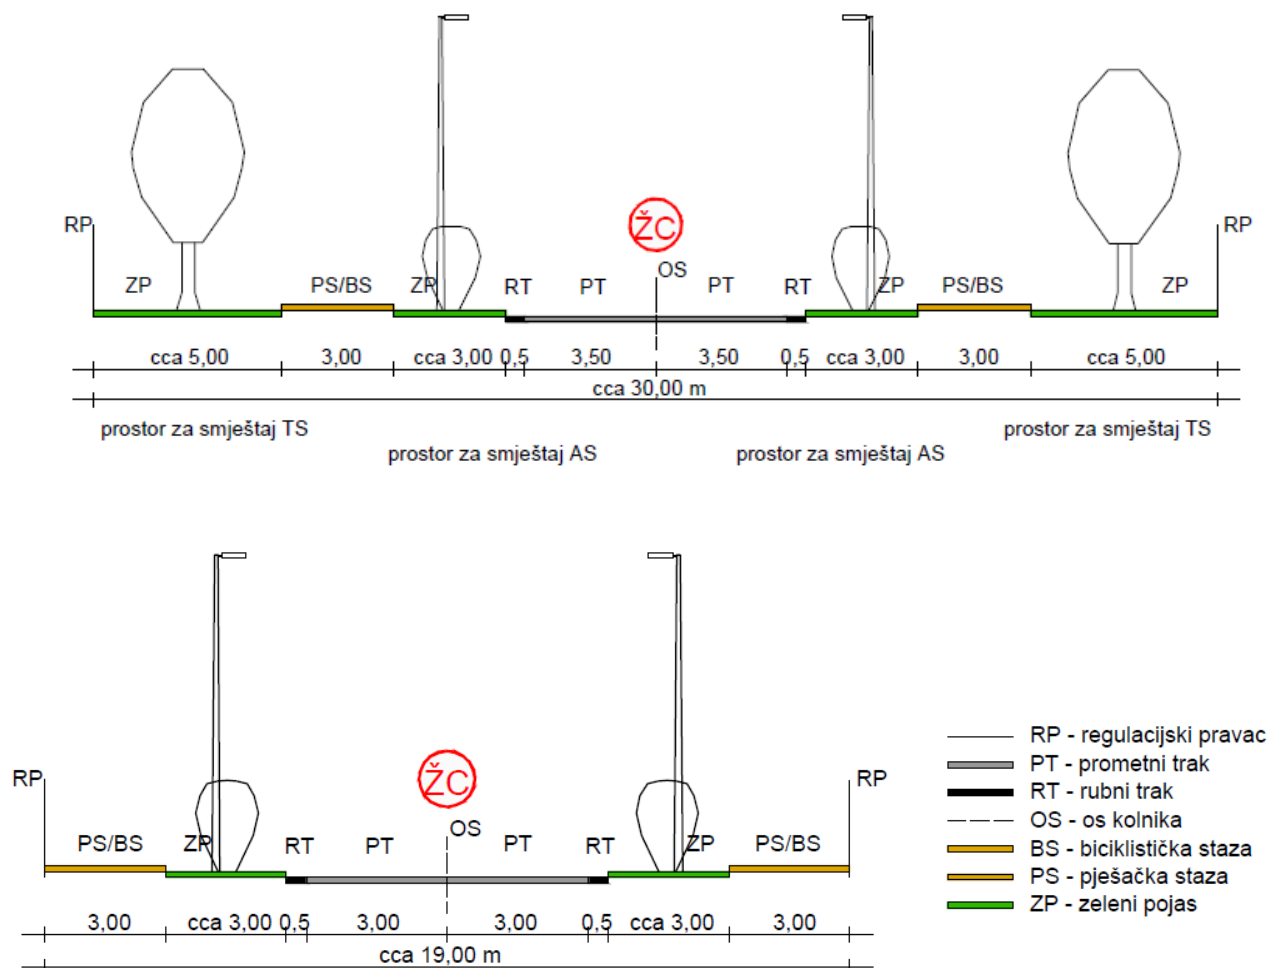 ŽC
RP RP
OS
ZP PS/BS ZP RT PT PT RT ZP PS/BS ZP
cca 5,00 3,00 cca 3,00 0,5 3,50 3,50 0,5 cca 3,00 3,00 cca 5,00
cca 30,00 m
prostor za smještaj TS prostor za smještaj TS
prostor za smještaj AS prostor za smještaj AS
ŽC
RP RP
OS
PS/BS ZP RT PT PT RT ZP PS/BS
3,00 cca 3,00 0,5 3,00 3,00 0,5 cca 3,00 3,00
cca 19,00 m
RP - regulacijski pravac
PT - prometni trak
RT - rubni trak
OS - os kolnika
BS - biciklistička staza
PS - pješačka staza
ZP - zeleni pojas